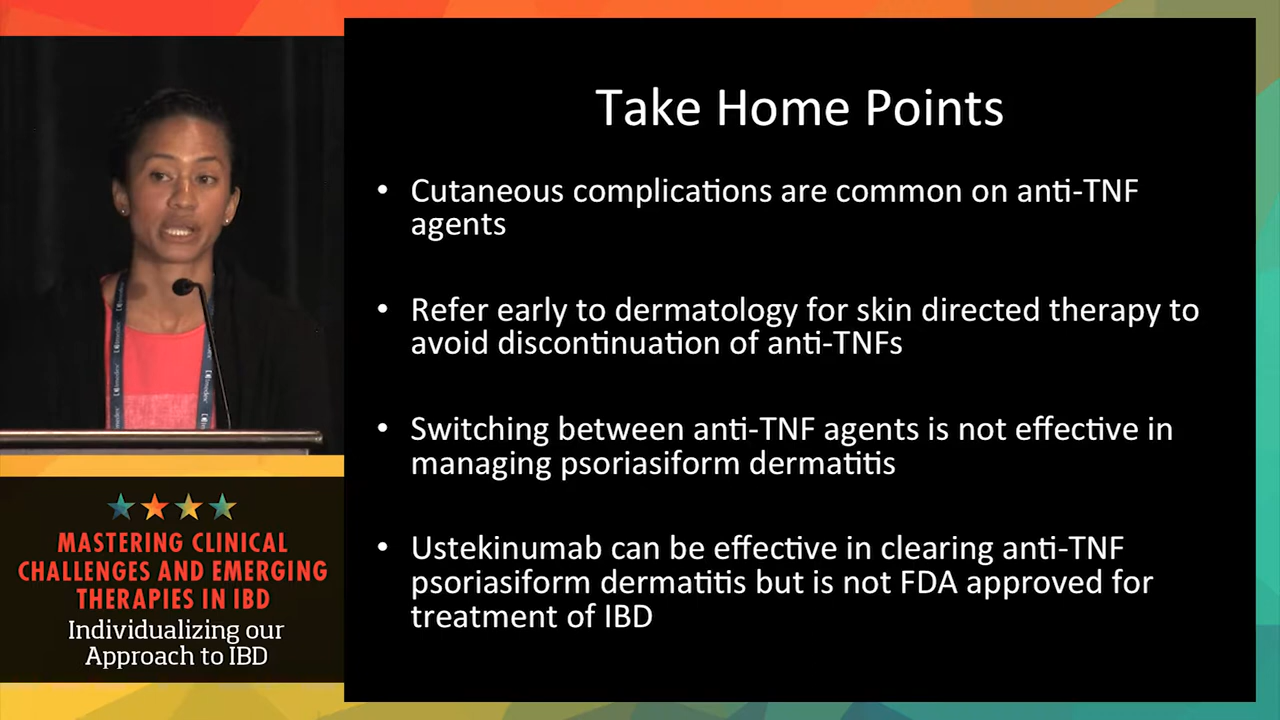 Take Home Points
• Cutaneous complications are common on anti-TNF
agents
• Refer early to dermatology for skin directed therapy to
avoid discontinuation of anti-TNFs
• Switching between anti-TNF agents is not effective in
managing psoriasiform dermatitis
• Ustekinumab can be effective in clearing anti-TNF
psoriasiform dermatitis but is not FDA approved for
treatment of IBD
MASTERING CLINICAL
CHALLENGES AND EMERGING
THERAPIES IN IBD
Individualizing our
Approach to IBD